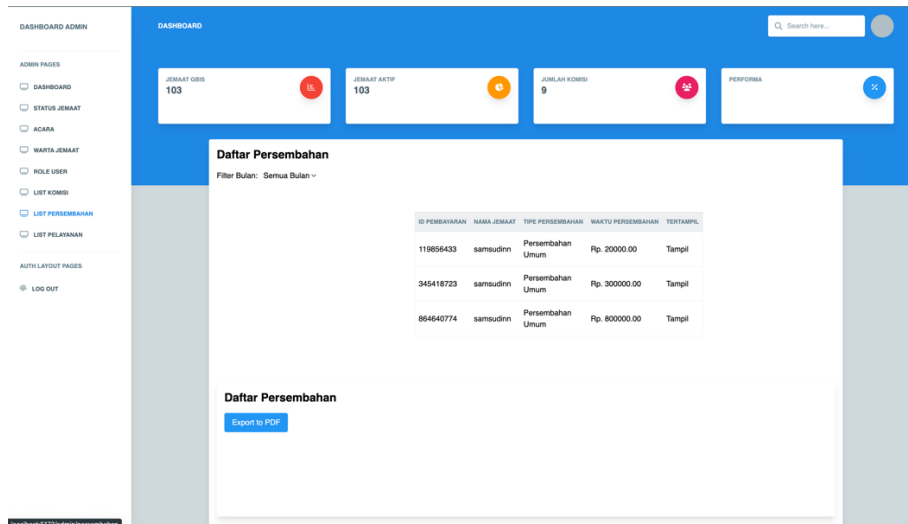 DASHBOARD ADMIN
DASHBOARD
Search here...
ADMIN PAGES
DASHBOARD
STATUS JEMAAT
ACARA
WARTA JEMAAT
ROLE USER
LIST KOMISI
LIST PERSEMBAHAN
LIST PELAYANAN
AUTH LAYOUT PAGES
LOG OUT
JEMAAT GBIS
103
JEMAAT AKTIF
103
JUMLAH KOMISI
9
PERFORMA
Daftar Persembahan
Filter Bulan: Semua Bulan
ID PEMBAYARAN NAMA JEMAAT TIPE PERSEMBAHAN WAKTU PERSEMBAHAN TERTAMPIL
119856433 samsudinn Persembahan Umum Rp. 20000.00 Tampil
345418723 samsudinn Persembahan Umum Rp. 300000.00 Tampil
864640774 samsudinn Persembahan Umum Rp. 800000.00 Tampil
Daftar Persembahan
Export to PDF